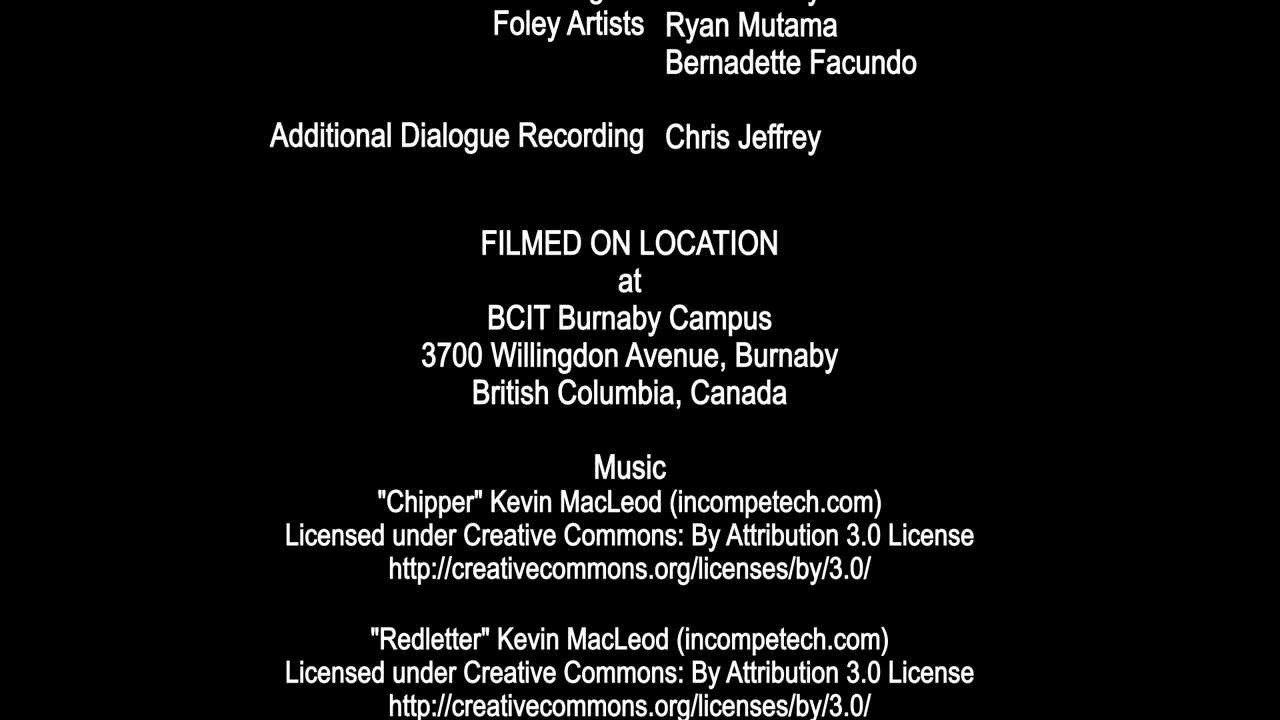 Foley Artists Ryan Mutama
Bernadette Facundo
Additional Dialogue Recording Chris Jeffrey
FILMED ON LOCATION
at
BCIT Burnaby Campus
3700 Willingdon Avenue, Burnaby
British Columbia, Canada
Music
"Chipper" Kevin MacLeod (incompetech.com)
Licensed under Creative Commons: By Attribution 3.0 License
http://creativecommons.org/licenses/by/3.0/
"Redletter" Kevin MacLeod (incompetech.com)
Licensed under Creative Commons: By Attribution 3.0 License
http://creativecommons.org/licenses/by/3.0/